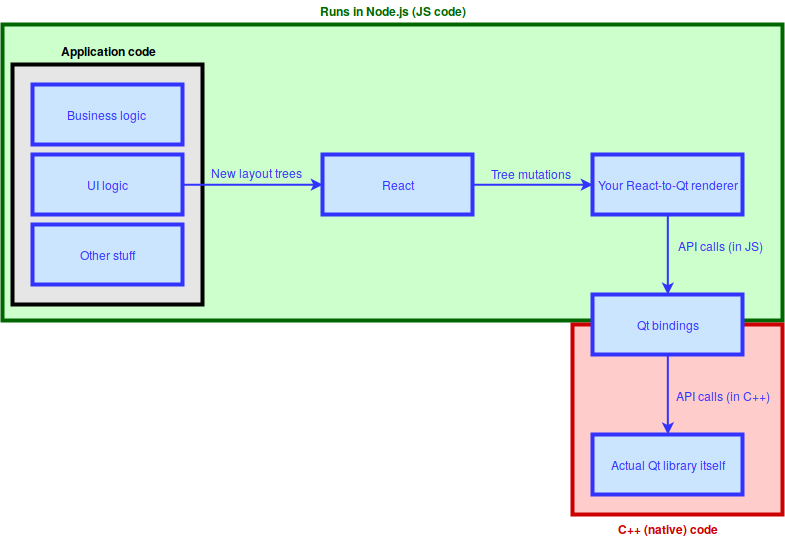 Runs in Node.js (JS code)
Application code
Business logic
UI logic
Other stuff
New layout trees
React
Tree mutations
Your React-to-Qt renderer
API calls (in JS)
Qt bindings
API calls (in C++)
Actual Qt library itself
C++ (native) code